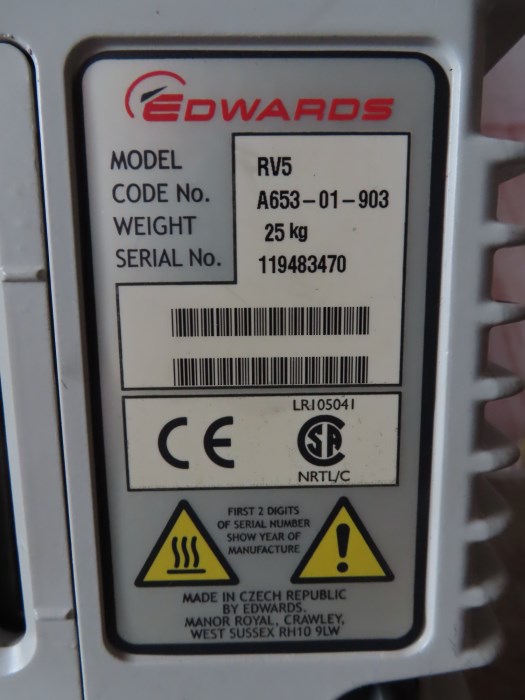 EDWARDS
MODEL RV5
CODE No. A653-01-903
WEIGHT 25 kg
SERIAL No. 119483470
LR105041
CE
SA
NRTL/C
FIRST 2 DIGITS
OF SERIAL NUMBER
SHOW YEAR OF
MANUFACTURE
!
MADE IN CZECH REPUBLIC
BY EDWARDS.
MANOR ROYAL, CRAWLEY,
WEST SUSSEX RH10 9LW